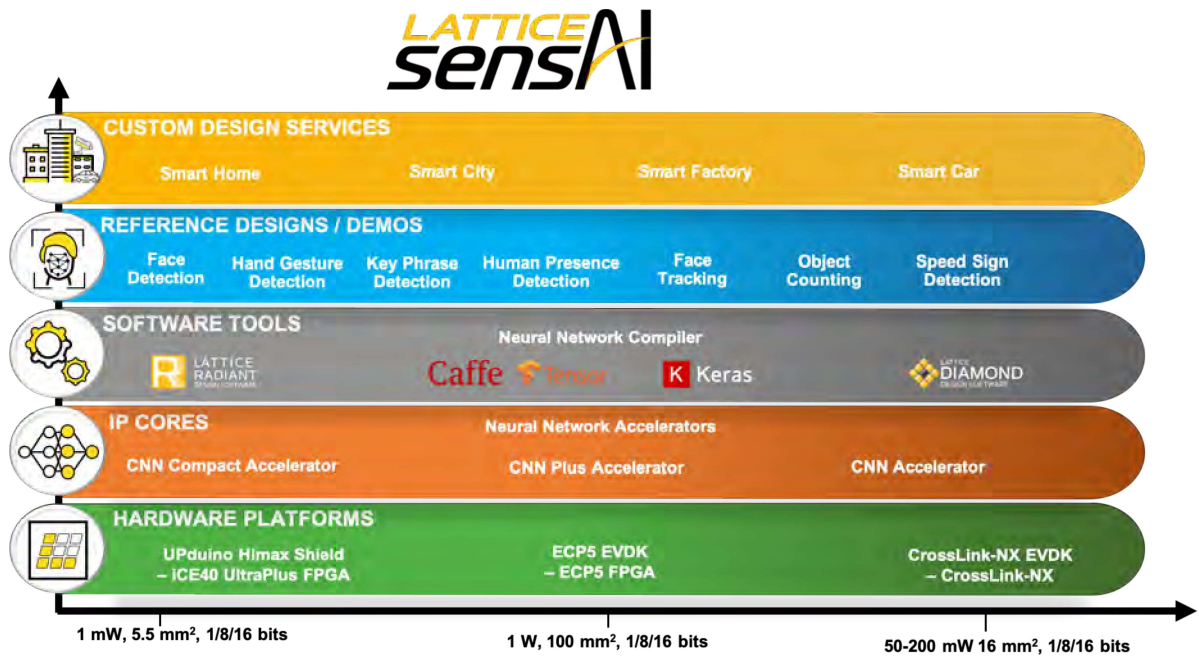 LATTICE
sensAI
CUSTOM DESIGN SERVICES
Smart Home Smart City Smart Factory Smart Car
REFERENCE DESIGNS / DEMOS
Face Detection
Hand Gesture Detection
Key Phrase Detection
Human Presence Detection
Face Tracking
Object Counting
Speed Sign Detection
SOFTWARE TOOLS
Neural Network Compiler
LATTICE
RADIANT
DESIGN SOFTWARE
Caffe
Tensor
K Keras
LATTICE
DIAMOND
DESIGN SOFTWARE
IP CORES
Neural Network Accelerators
CNN Compact Accelerator CNN Plus Accelerator CNN Accelerator
HARDWARE PLATFORMS
UPduino Himax Shield
– iCE40 UltraPlus FPGA
ECP5 EVDK
– ECP5 FPGA
CrossLink-NX EVDK
– CrossLink-NX
1 mW, 5.5 mm², 1/8/16 bits
1 W, 100 mm², 1/8/16 bits
50-200 mW 16 mm², 1/8/16 bits